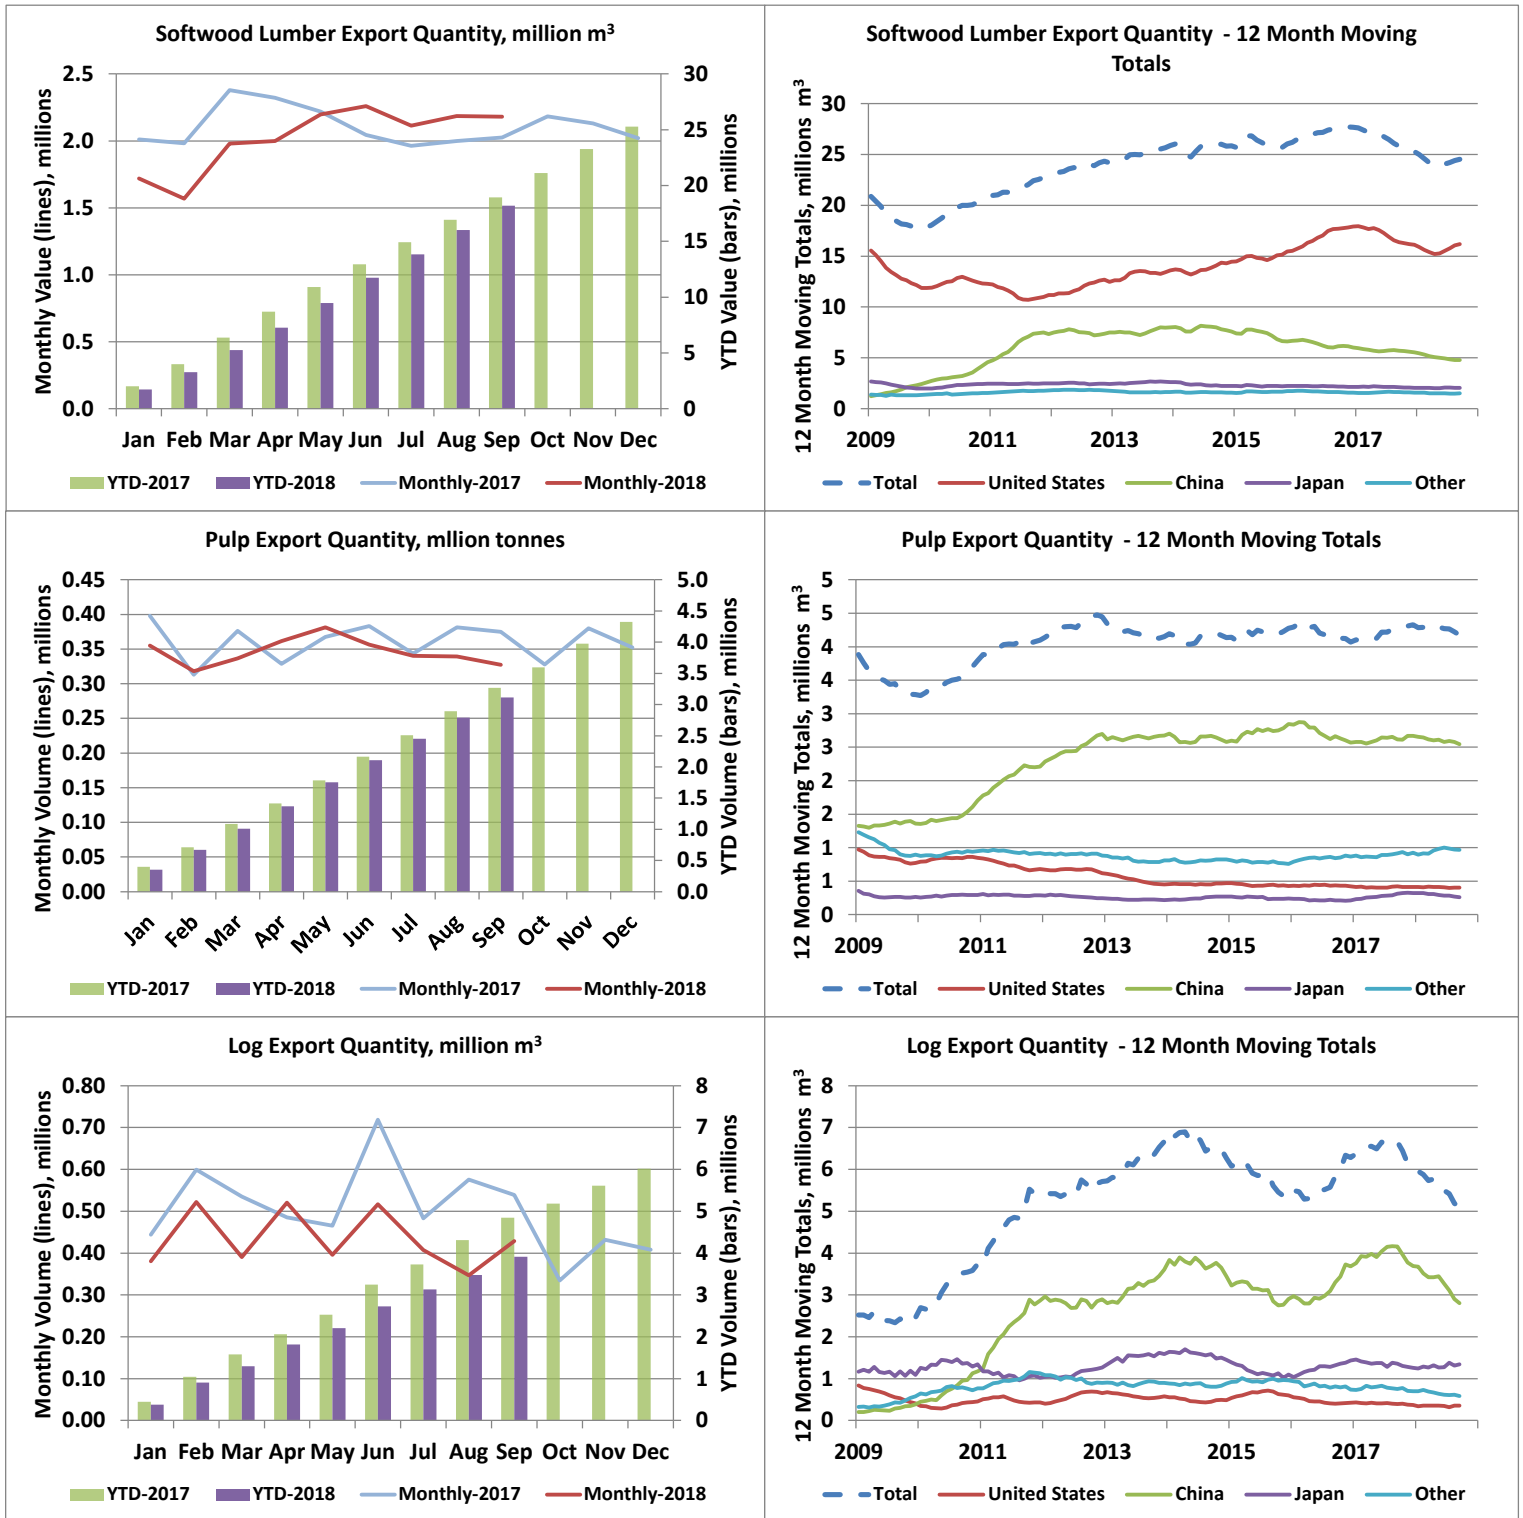 Softwood Lumber Export Quantity, million m³
Monthly Value (lines), millions
2.5
2.0
1.5
1.0
0.5
0.0
30
25
20
15
10
5
0
YTD Value (bars), millions
Jan Feb Mar Apr May Jun Jul Aug Sep Oct Nov Dec
YTD-2017 YTD-2018 Monthly-2017 Monthly-2018
Softwood Lumber Export Quantity - 12 Month Moving
Totals
12 Month Moving Totals, millions m³
30
25
20
15
10
5
0
2009 2011 2013 2015 2017
Total United States China Japan Other
Pulp Export Quantity, mllion tonnes
Monthly Volume (lines), millions
0.45
0.40
0.35
0.30
0.25
0.20
0.15
0.10
0.05
0.00
5.0
4.5
4.0
3.5
3.0
2.5
2.0
1.5
1.0
0.5
0.0
YTD Volume (bars), millions
Jan Feb Mar Apr May Jun Jul Aug Sep Oct Nov Dec
YTD-2017 YTD-2018 Monthly-2017 Monthly-2018
Pulp Export Quantity - 12 Month Moving Totals
12 Month Moving Totals, millions m³
5
5
4
4
3
3
2
2
1
1
0
2009 2011 2013 2015 2017
Total United States China Japan Other
Log Export Quantity, million m³
Monthly Volume (lines), millions
0.80
0.70
0.60
0.50
0.40
0.30
0.20
0.10
0.00
8
7
6
5
4
3
2
1
0
YTD Volume (bars), millions
Jan Feb Mar Apr May Jun Jul Aug Sep Oct Nov Dec
YTD-2017 YTD-2018 Monthly-2017 Monthly-2018
Log Export Quantity - 12 Month Moving Totals
12 Month Moving Totals, millions m³
8
7
6
5
4
3
2
1
0
2009 2011 2013 2015 2017
Total United States China Japan Other